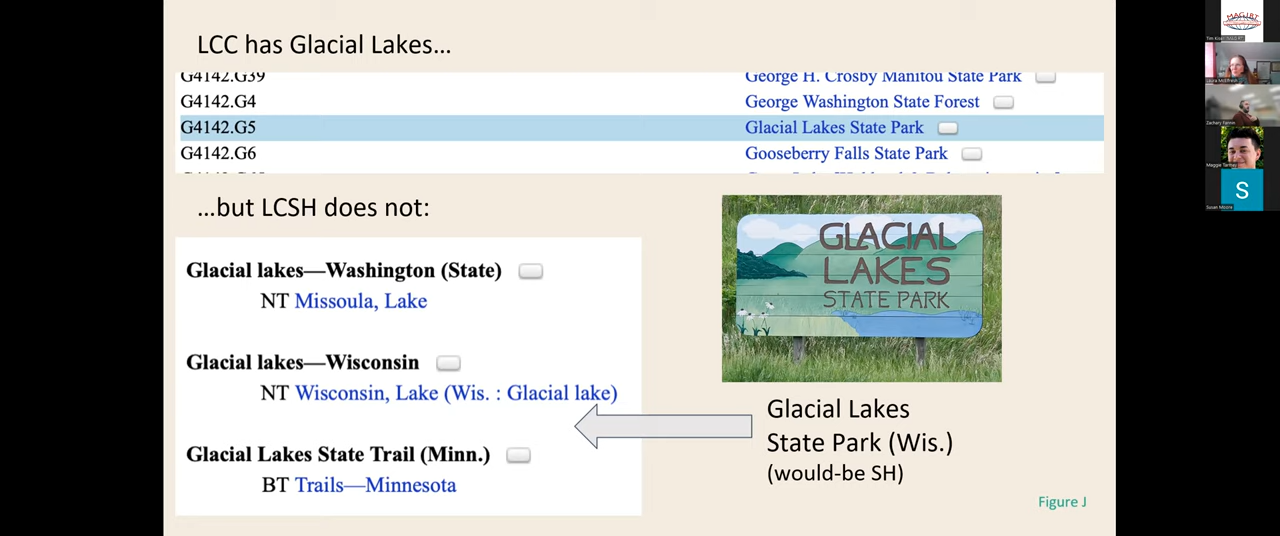 LCC has Glacial Lakes…
G4142.G39 George H. Crosby Manitou State Park
G4142.G4 George Washington State Forest
G4142.G5 Glacial Lakes State Park
G4142.G6 Gooseberry Falls State Park
…but LCSH does not:
Glacial lakes—Washington (State)
NT Missoula, Lake
Glacial lakes—Wisconsin
NT Wisconsin, Lake (Wis. : Glacial lake)
Glacial Lakes State Trail (Minn.)
BT Trails—Minnesota
GLACIAL
LAKES
STATE PARK
Glacial Lakes
State Park (Wis.)
(would-be SH)
Figure J
S
Susan Moore